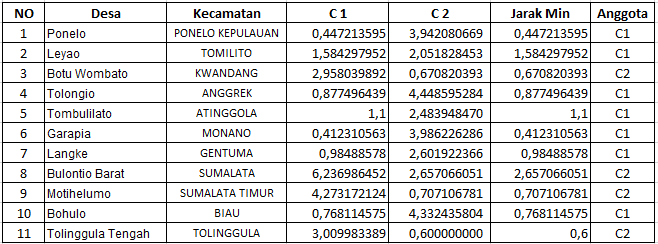 NO Desa Kecamatan C 1 C 2 Jarak Min Anggota
1 Ponelo PONELO KEPULAUAN 0,447213595 3,942080669 0,447213595 C1
2 Leyao TOMILITO 1,584297952 2,051828453 1,584297952 C1
3 Botu Wombato KWANDANG 2,958039892 0,670820393 0,670820393 C2
4 Tolongio ANGGREK 0,877496439 4,448595284 0,877496439 C1
5 Tombulilato ATINGGOLA 1,1 2,483948470 1,1 C1
6 Garapia MONANO 0,412310563 3,986226286 0,412310563 C1
7 Langke GENTUMA 0,98488578 2,601922366 0,98488578 C1
8 Bulontio Barat SUMALATA 6,236986452 2,657066051 2,657066051 C2
9 Motihelumo SUMALATA TIMUR 4,273172124 0,707106781 0,707106781 C2
10 Bohulo BIAU 0,768114575 4,332435804 0,768114575 C1
11 Tolinggula Tengah TOLINGGULA 3,009983389 0,600000000 0,6 C2